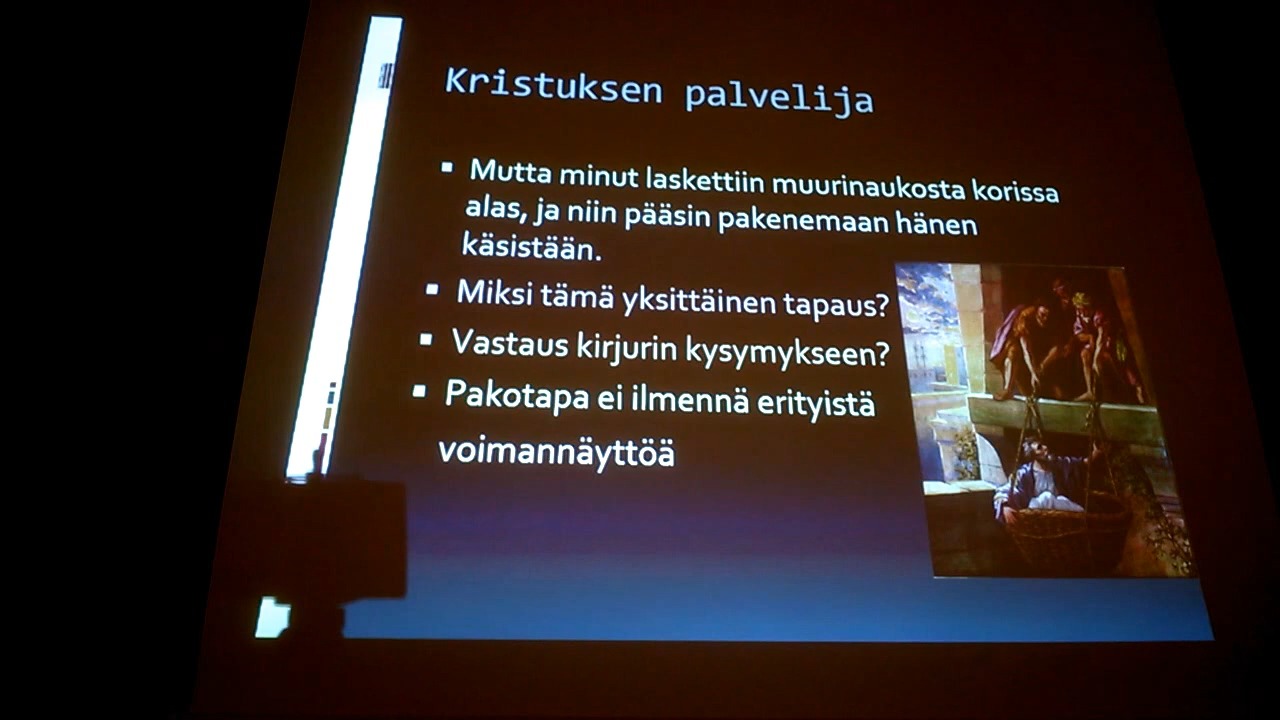 Kristuksen palvelija
Mutta minut laskettiin muurinaukosta korissa
alas, ja niin pääsin pakenemaan hänen
käsistään.
Miksi tämä yksittäinen tapaus?
Vastaus kirjurin kysymykseen?
Pakotapa ei ilmennä erityistä
voimannäyttöä